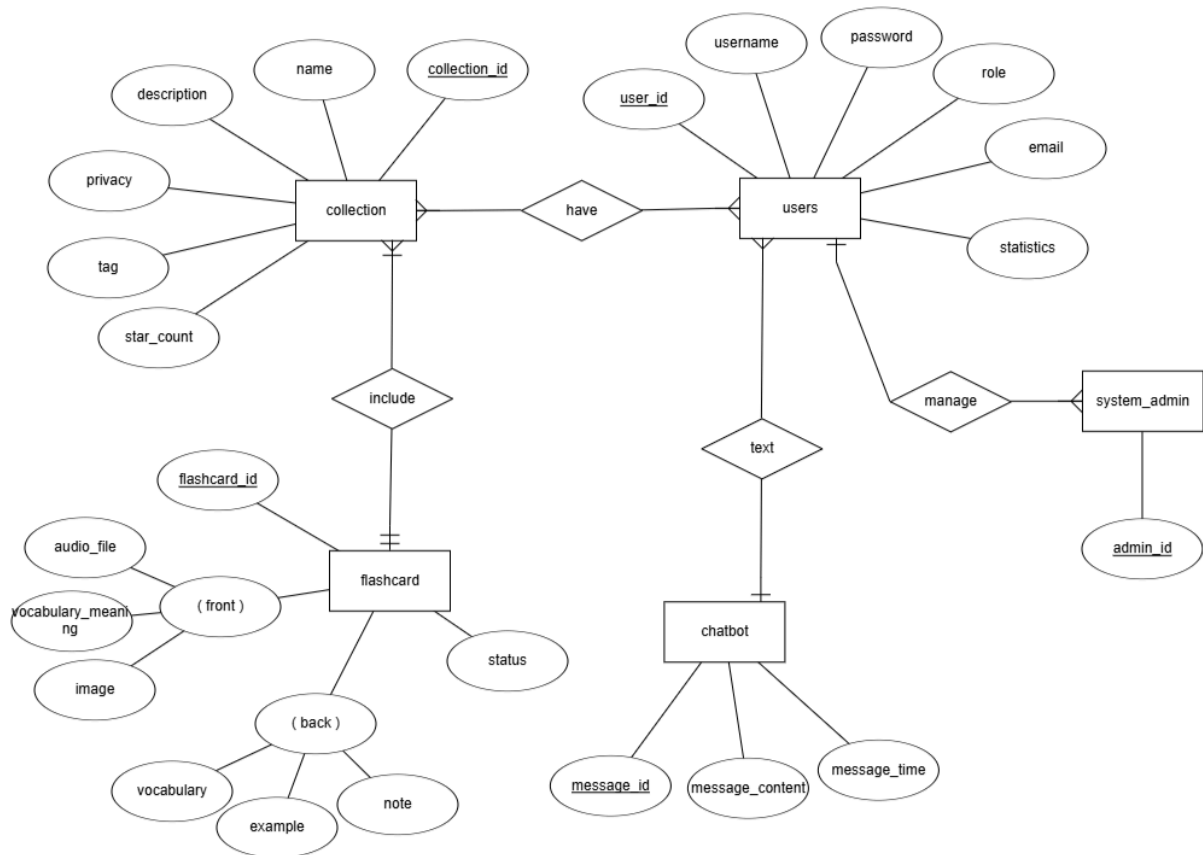 name
collection_id
description
privacy
tag
star_count
collection
have
username
password
role
user_id
email
users
statistics
include
manage
system_admin
text
admin_id
flashcard_id
audio_file
vocabulary_meani
ng
( front )
image
flashcard
status
( back )
vocabulary
example
note
chatbot
message_id
message_content
message_time